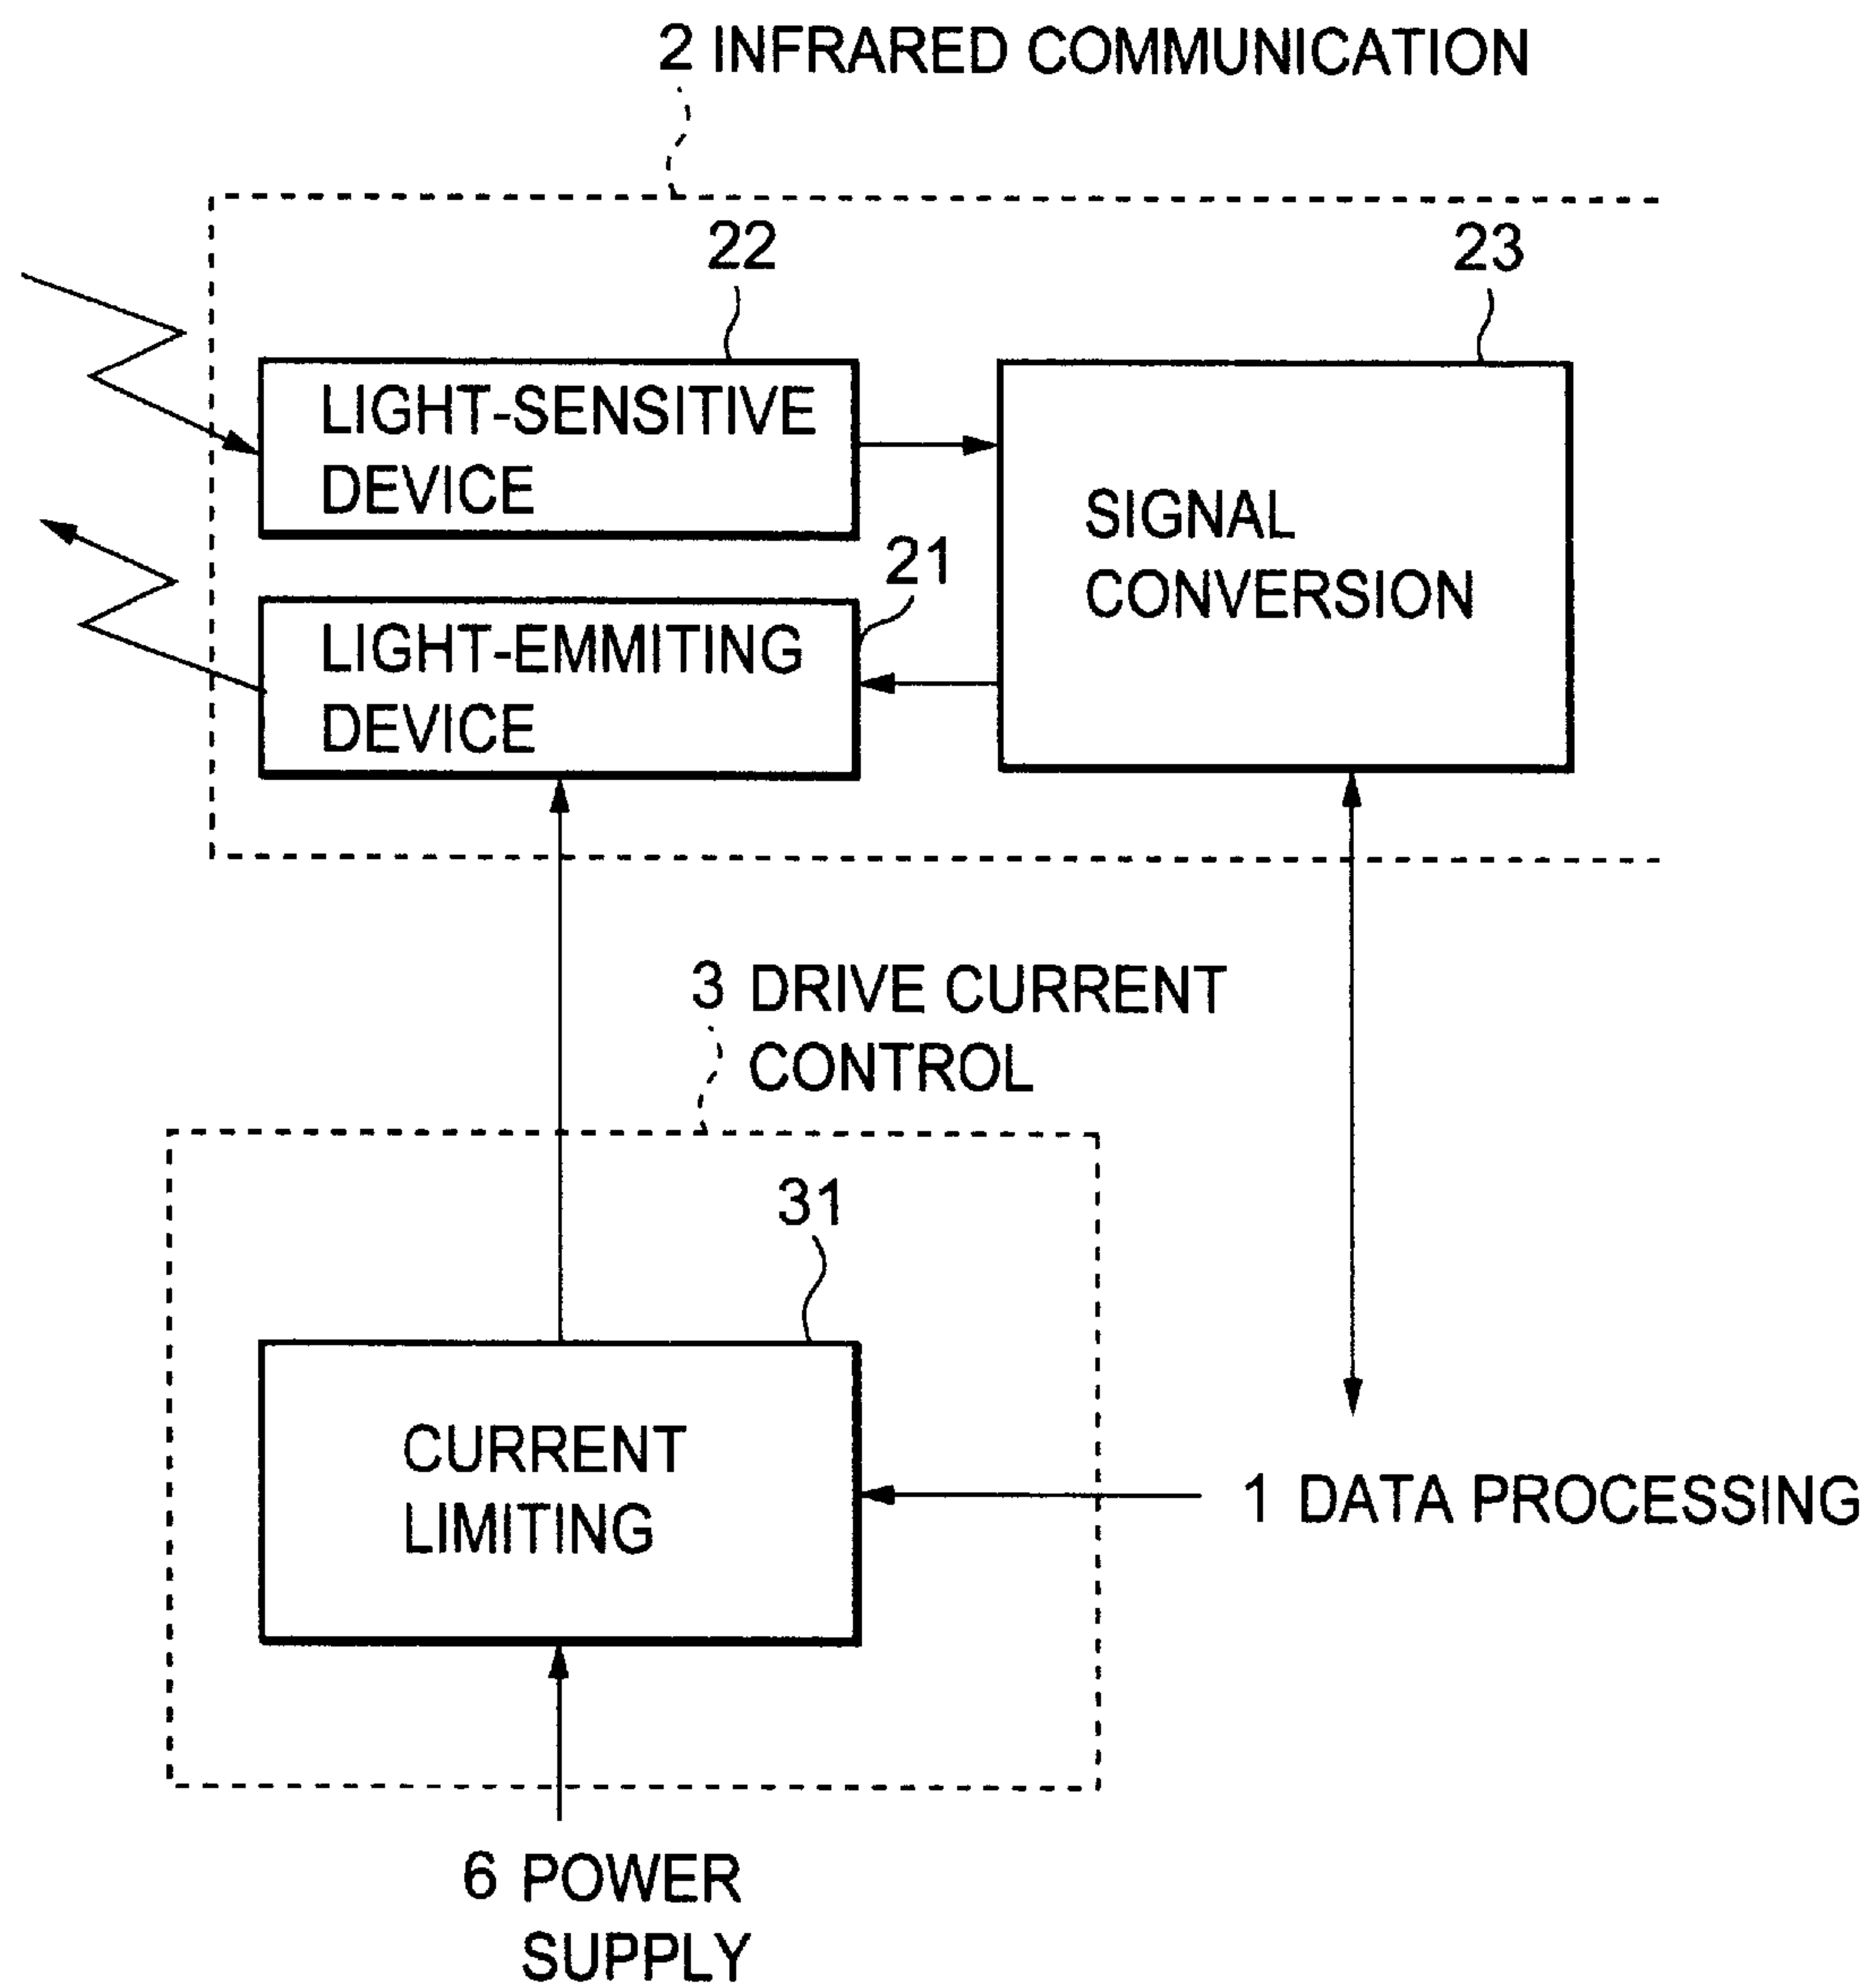 2 INFRARED COMMUNICATION
22
23
LIGHT-SENSITIVE
DEVICE
SIGNAL
CONVERSION
21
LIGHT-EMMITING
DEVICE
3 DRIVE CURRENT
CONTROL
31
CURRENT
LIMITING
1 DATA PROCESSING
6 POWER
SUPPLY